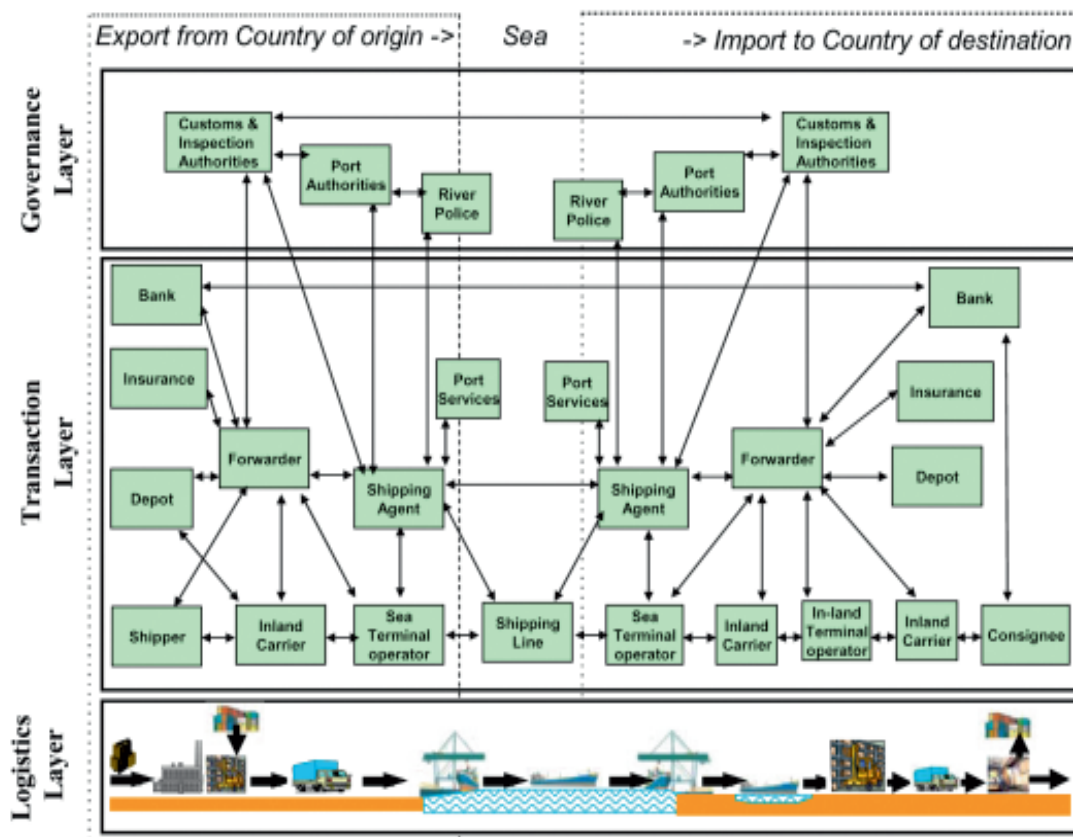 Export from Country of origin ->
Sea
-> Import to Country of destination
Governance
Layer
Customs &
Inspection
Authorities
Port
Authorities
River
Police
River
Police
Port
Authorities
Customs &
Inspection
Authorities
Transaction
Layer
Bank
Bank
Insurance
Port
Services
Port
Services
Insurance
Forwarder
Forwarder
Depot
Shipping
Agent
Shipping
Agent
Depot
Shipper
Inland
Carrier
Sea
Terminal
operator
Shipping
Line
Sea
Terminal
operator
Inland
Carrier
In-land
Terminal
operator
Inland
Carrier
Consignee
Logistics
Layer